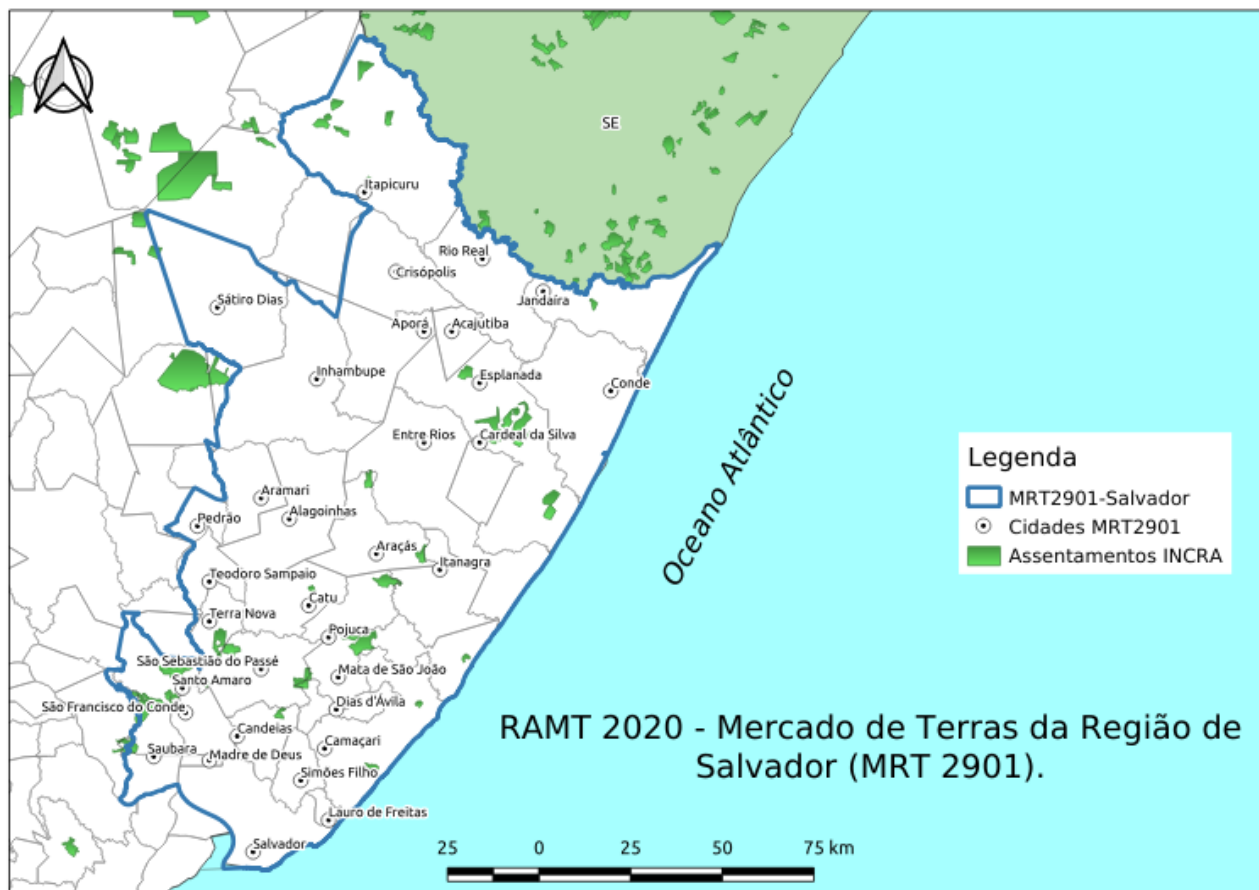 SE
Itapicuru
Rio Real
Crisópolis
Sátiro Dias
Jandaíra
Aporá
Acajutiba
Inhambupe
Esplanada
Conde
Entre Rios
Cardeal da Silva
Aramari
Alagoinhas
Pedrão
Araçás
Itanagra
Teodoro Sampaio
Catu
Terra Nova
Pojuca
São Sebastião do Passé
Mata de São João
Santo Amaro
São Francisco do Conde
Dias d'Ávila
Candeias
Camaçari
Saubara
Madre de Deus
Simões Filho
Lauro de Freitas
Salvador
Oceano Atlântico
Legenda
MRT2901-Salvador
Cidades MRT2901
Assentamentos INCRA
RAMT 2020 - Mercado de Terras da Região de
Salvador (MRT 2901).
25 0 25 50 75 km